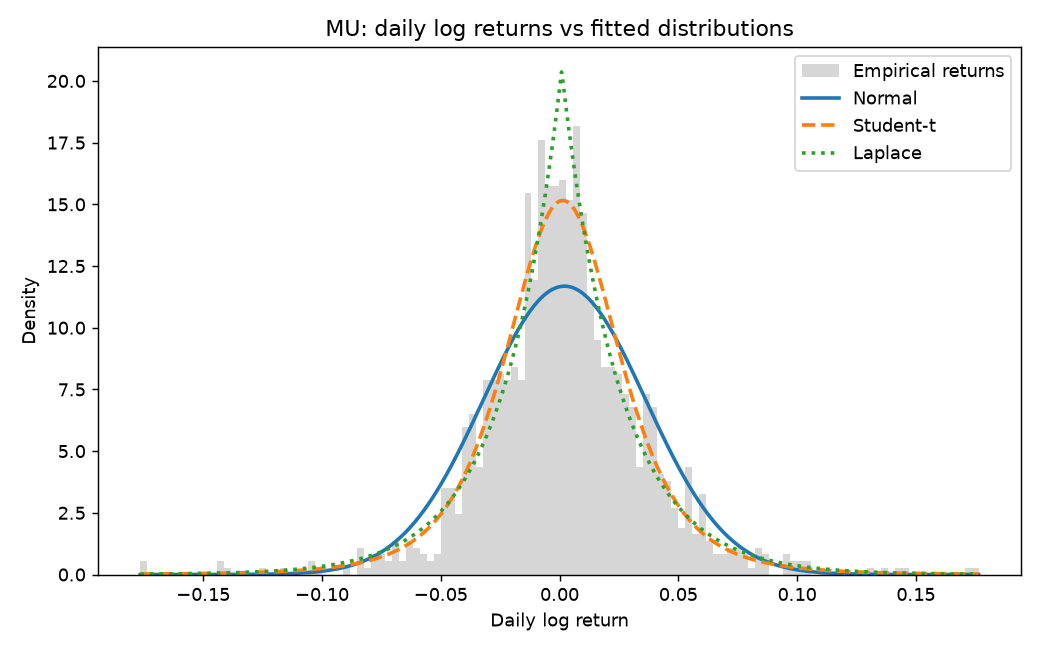 MU: daily log returns vs fitted distributions
Empirical returns
Normal
Student-t
Laplace
20.0
17.5
15.0
12.5
10.0
7.5
5.0
2.5
0.0
Density
−0.15
−0.10
−0.05
0.00
0.05
0.10
0.15
Daily log return